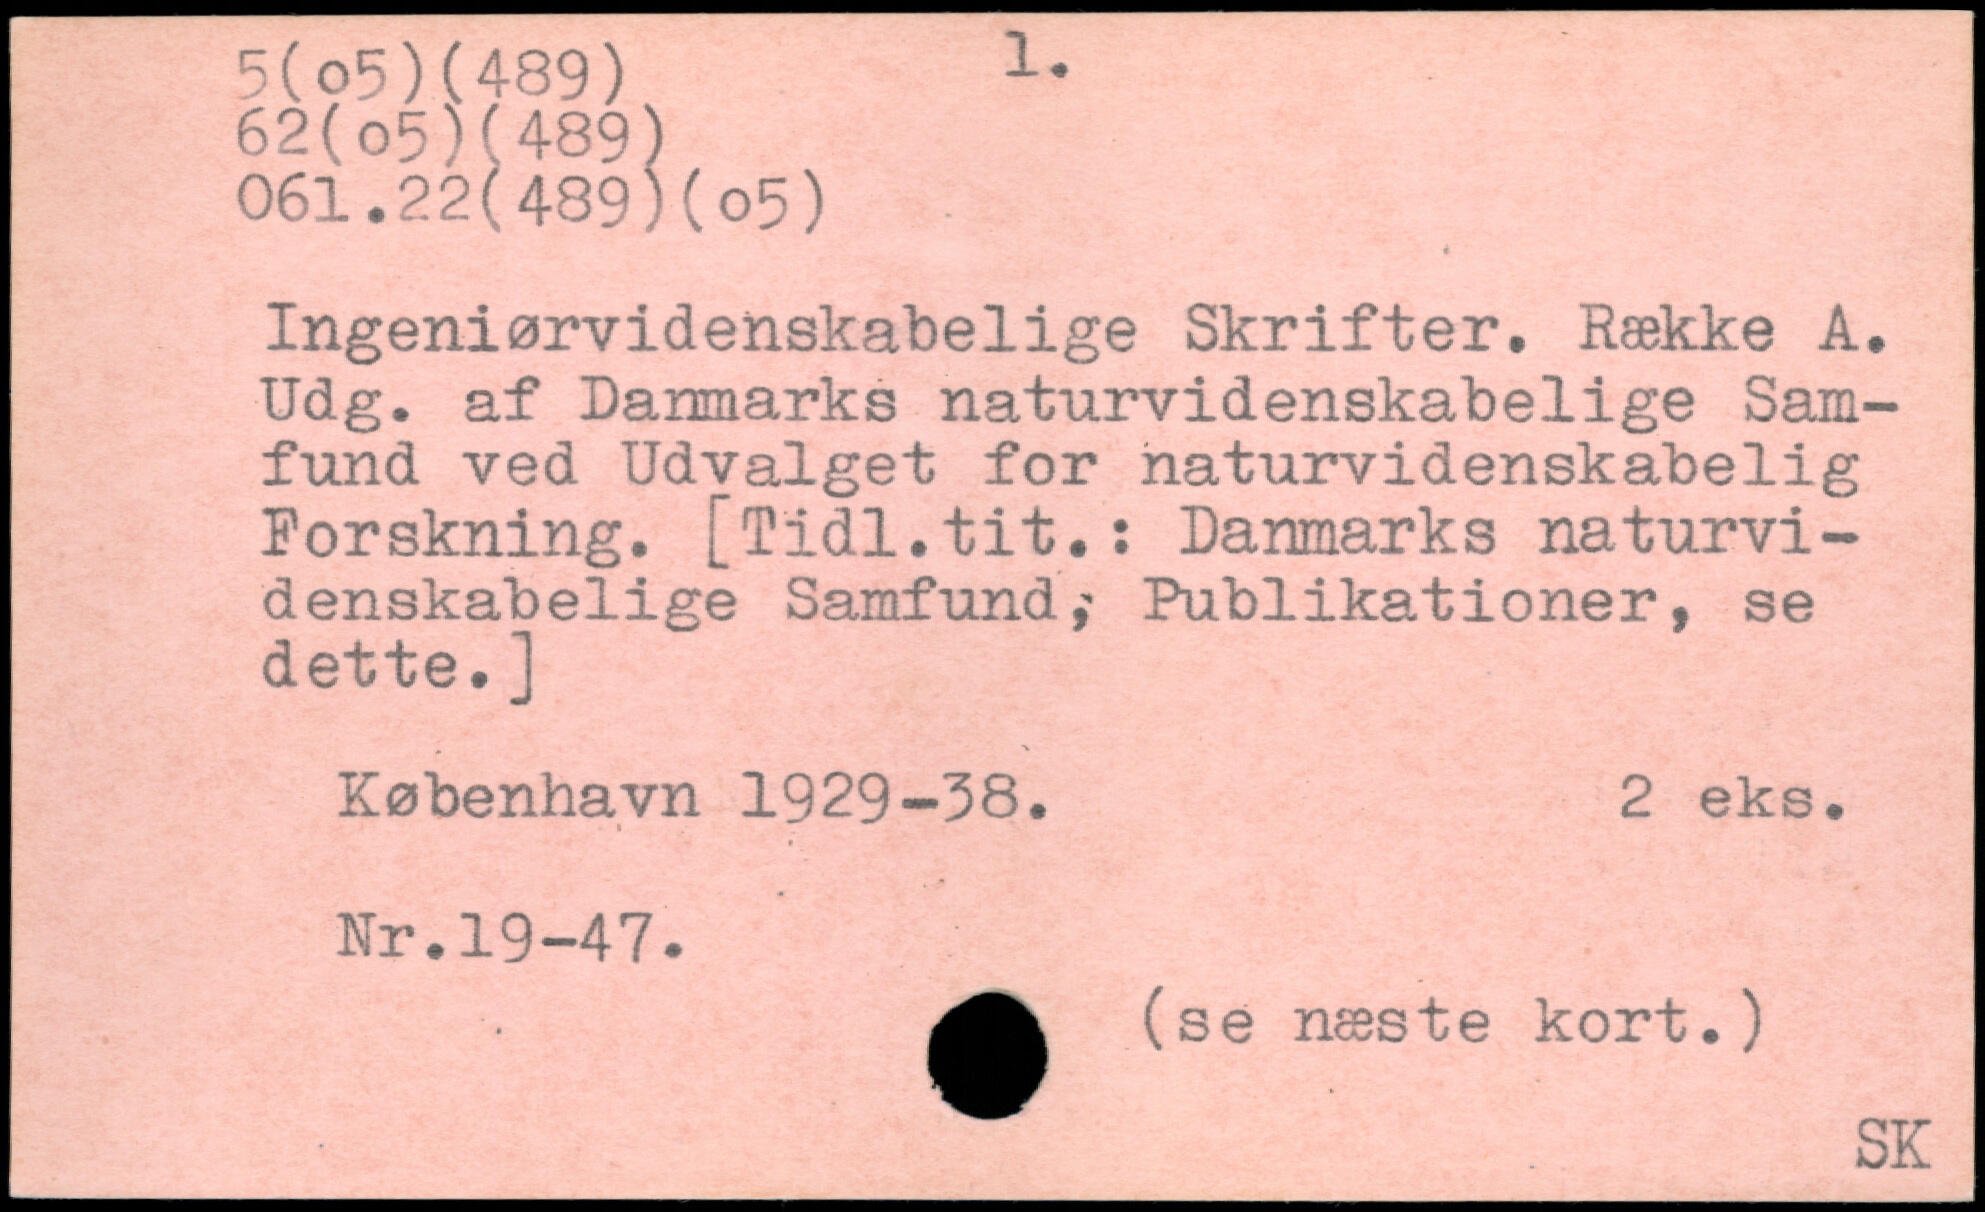 5(o5)(489) 1.
62(o5)(489)
061.22(489)(o5)
Ingeniørvidenskabelige Skrifter. Række A.
Udg. af Danmarks naturvidenskabelige Sam-
fund ved Udvalget for naturvidenskabelig
Forskning. [Tidl.tit.: Danmarks naturvi-
denskabelige Samfund; Publikationer, se
dette.]
København 1929-38. 2 eks.
Nr.19-47.
(se næste kort.)
SK